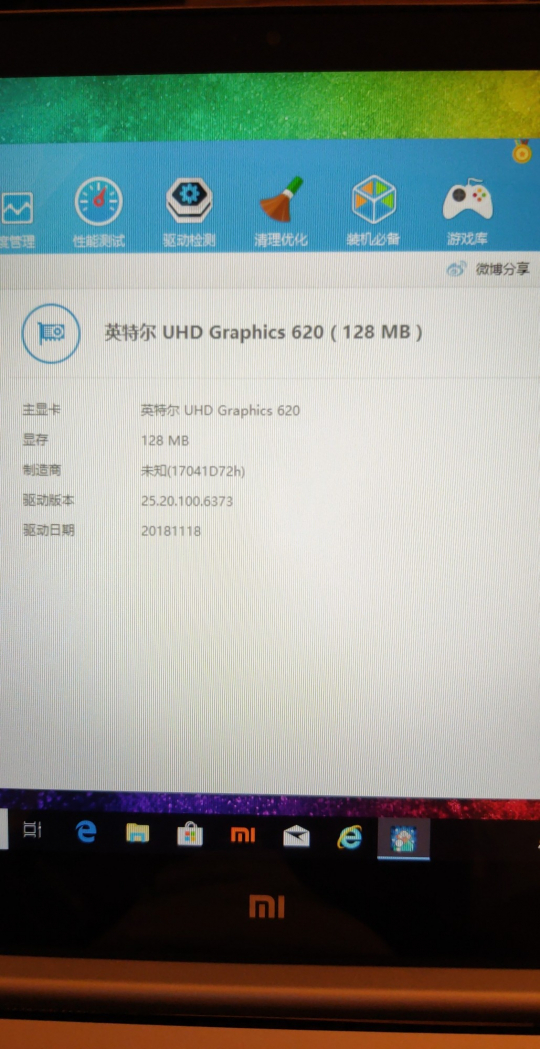 度管理 性能测试 驱动检测 清理优化 装机必备 游戏库
微博分享
英特尔 UHD Graphics 620 ( 128 MB )
主显卡 英特尔 UHD Graphics 620
显存 128 MB
制造商 未知(17041D72h)
驱动版本 25.20.100.6373
驱动日期 20181118
mi
mi